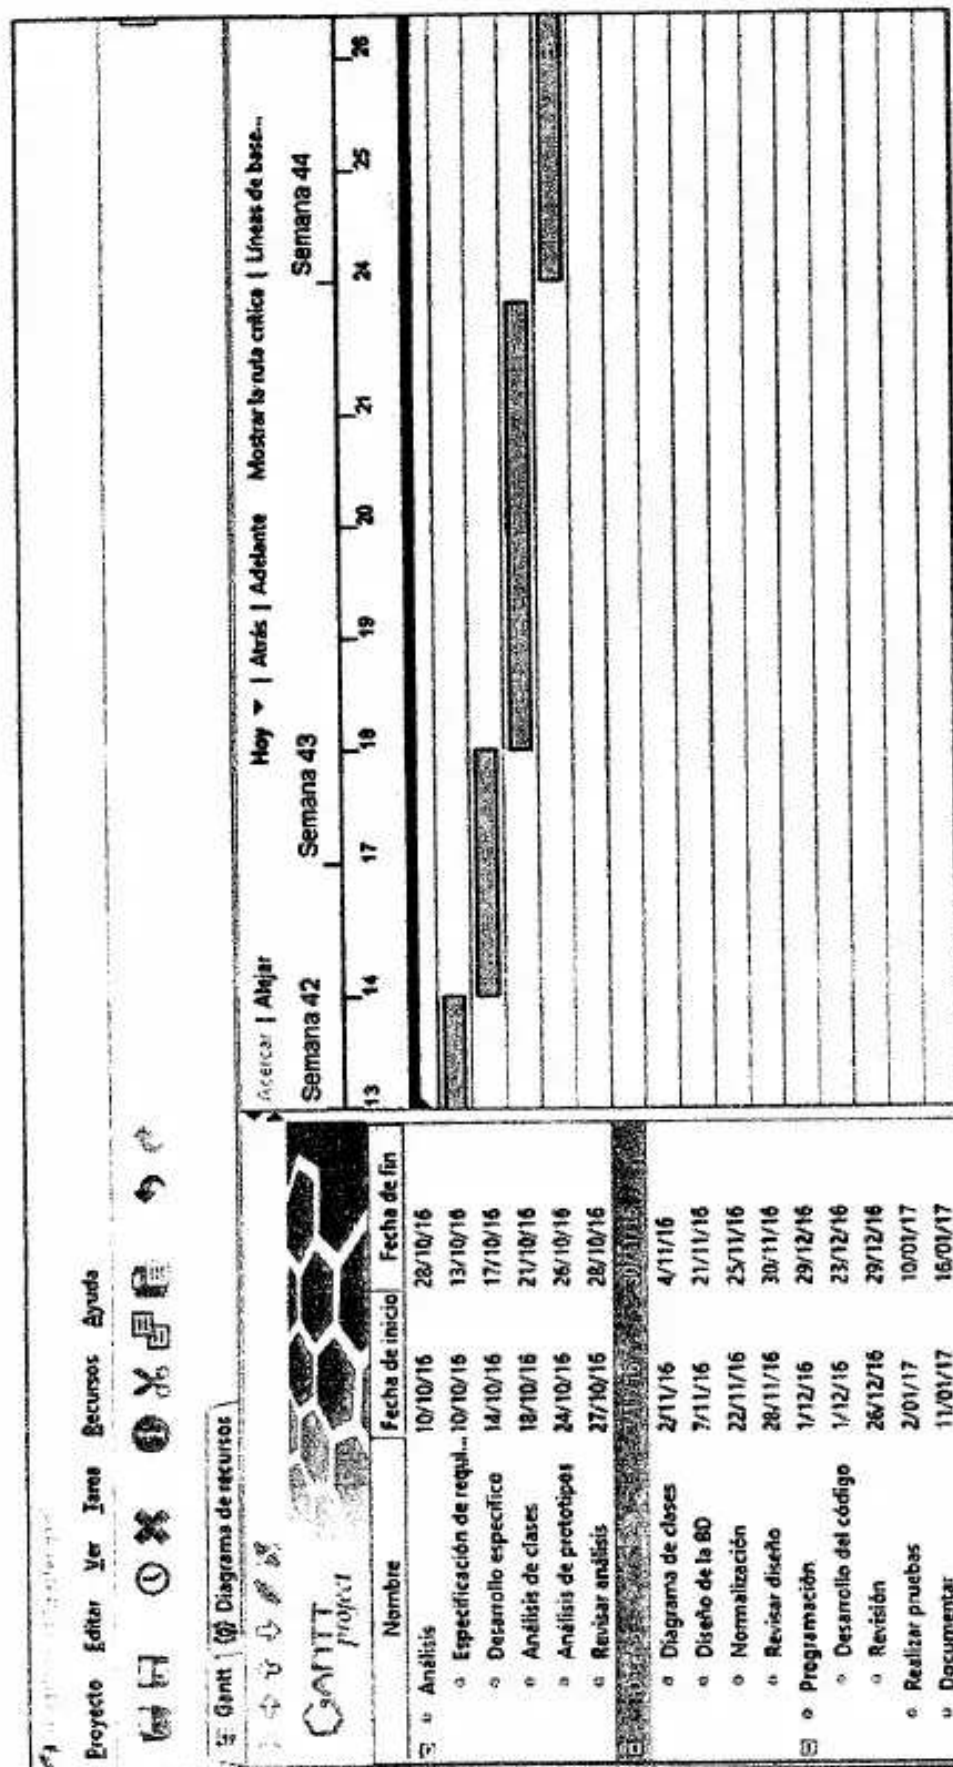 Proyecto Editar Ver Tarea Recursos Ayuda
Gantt Diagrama de recursos
GANTT project
Nombre Fecha de inicio Fecha de fin
Análisis 10/10/16 28/10/16
Especificación de requi... 10/10/16 13/10/16
Desarrollo específico 14/10/16 17/10/16
Análisis de clases 18/10/16 21/10/16
Análisis de prototipos 24/10/16 26/10/16
Revisar análisis 27/10/16 28/10/16
Diagrama de clases 2/11/16 4/11/16
Diseño de la BD 7/11/16 21/11/16
Normalización 22/11/16 25/11/16
Revisar diseño 28/11/16 30/11/16
Programación 1/12/16 29/12/16
Desarrollo del código 1/12/16 23/12/16
Revisión 26/12/16 29/12/16
Realizar pruebas 2/01/17 10/01/17
Documentar 11/01/17 16/01/17
Acercar | Alejar Hoy | Atrás | Adelante Mostrar la ruta crítica | Líneas de base...
Semana 42 Semana 43 Semana 44
13 14 17 18 19 20 21 24 25 26